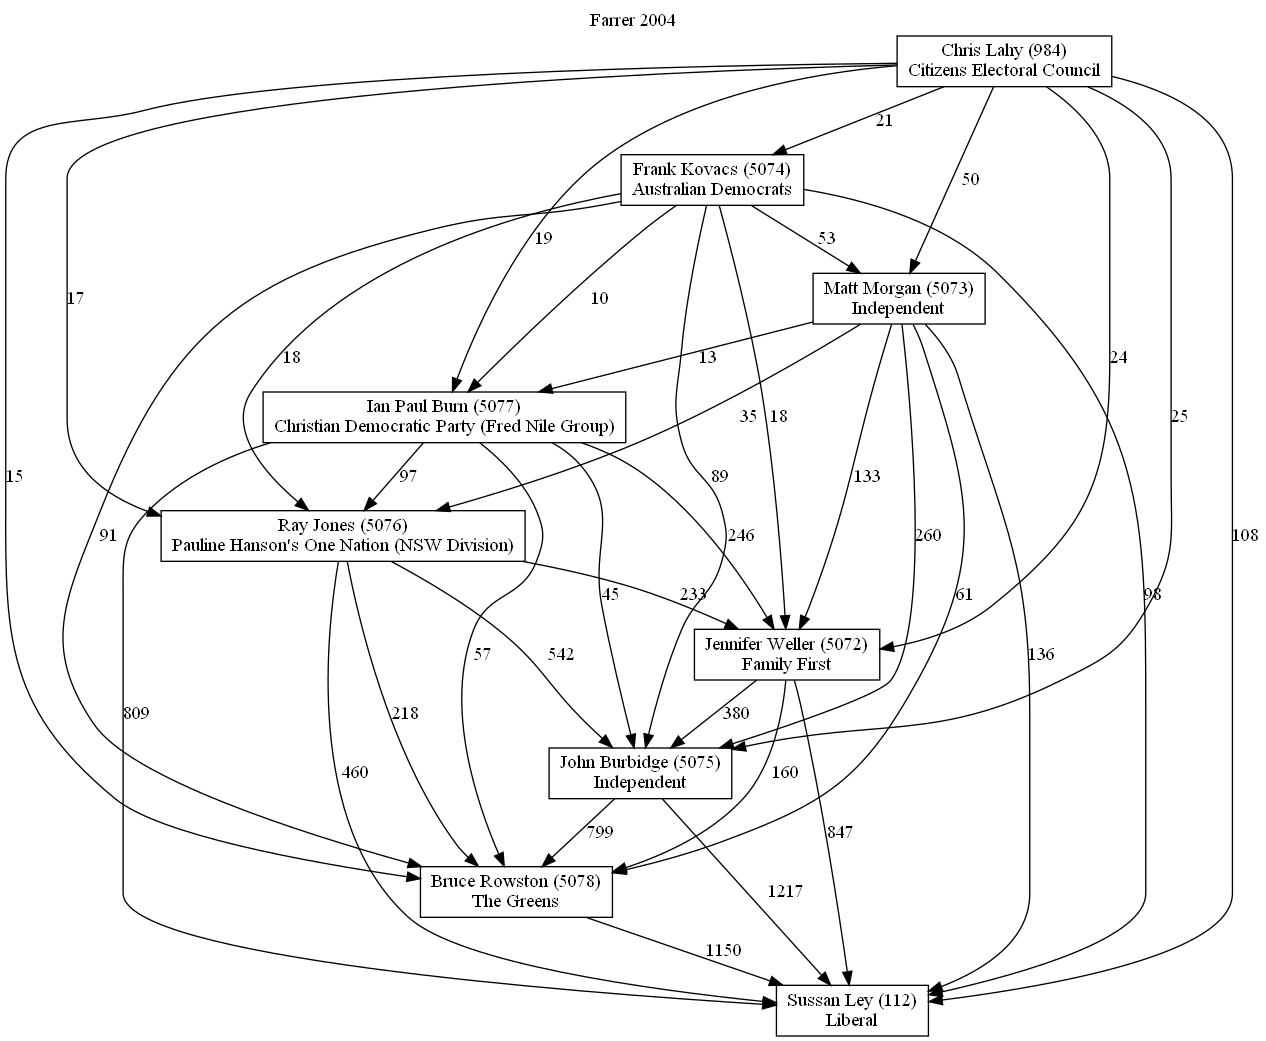 Farrer 2004
Chris Lahy (984)
Citizens Electoral Council
21
Frank Kovacs (5074)
Australian Democrats
50
19
53
Matt Morgan (5073)
Independent
17
10
18
13
24
Ian Paul Burn (5077)
Christian Democratic Party (Fred Nile Group)
35
18
25
15
97
89
133
Ray Jones (5076)
Pauline Hanson's One Nation (NSW Division)
91
246
260
108
45
233
61
98
Jennifer Weller (5072)
Family First
57
542
136
809
218
380
John Burbidge (5075)
Independent
460
160
799
847
Bruce Rowston (5078)
The Greens
1217
1150
Sussan Ley (112)
Liberal